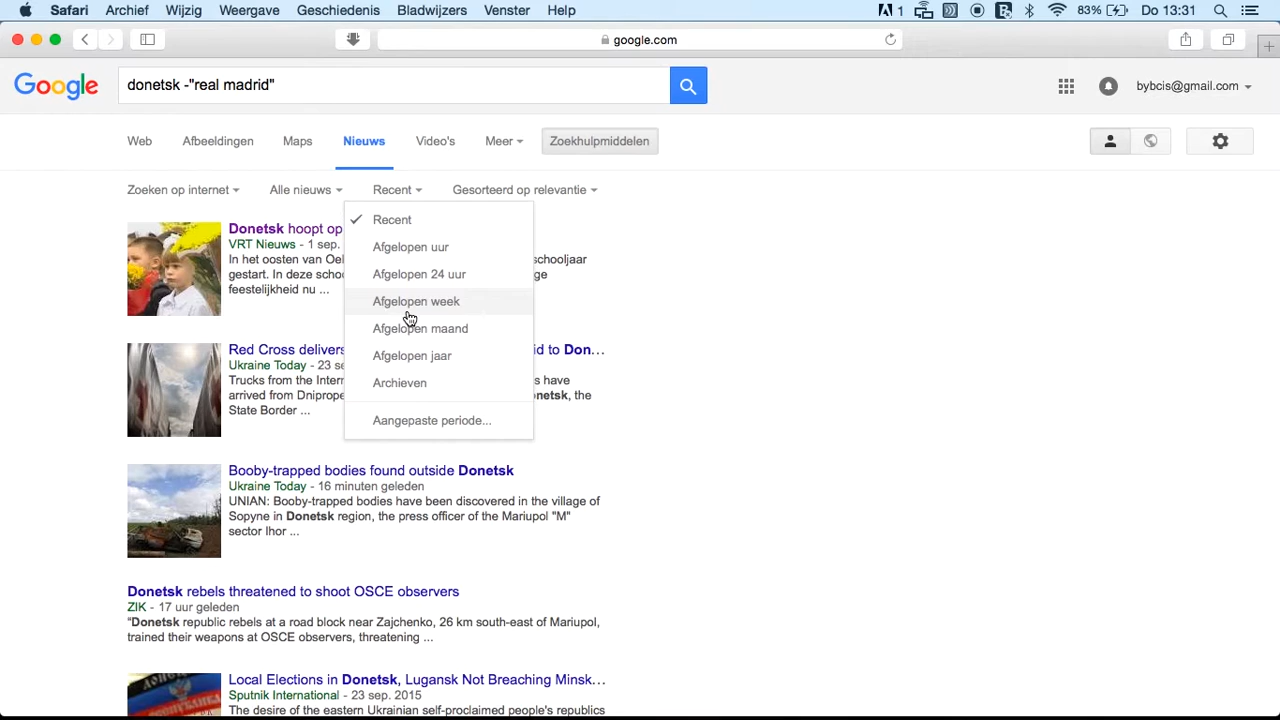 Safari Archief Wijzig Weergave Geschiedenis Bladwijzers Venster Help 1 83% Do 13:31
google.com
Google donetsk -"real madrid" bybcis@gmail.com
Web Afbeeldingen Maps Nieuws Video's Meer Zoekhulpmiddelen
Zoeken op internet Alle nieuws Recent Gesorteerd op relevantie
Recent
Afgelopen uur
Afgelopen 24 uur
Afgelopen week
Afgelopen maand
Afgelopen jaar
Archieven
Aangepaste periode...
Donetsk hoopt op
VRT Nieuws - 1 sep.
In het oosten van schooljaar
gestart. In deze ge
feestelijkheid nu ...
Red Cross delivers id to Don...
Ukraine Today - 23 se
Trucks from the Inter s have
arrived from Dniprope netsk, the
State Border ...
Booby-trapped bodies found outside Donetsk
Ukraine Today - 16 minuten geleden
UNIAN: Booby-trapped bodies have been discovered in the village of
Sopyne in Donetsk region, the press officer of the Mariupol "M"
sector Ihor ...
Donetsk rebels threatened to shoot OSCE observers
ZIK - 17 uur geleden
"Donetsk republic rebels at a road block near Zajchenko, 26 km south-east of Mariupol,
trained their weapons at OSCE observers, threatening ...
Local Elections in Donetsk, Lugansk Not Breaching Minsk...
Sputnik International - 23 sep. 2015
The desire of the eastern Ukrainian self-proclaimed people's republics